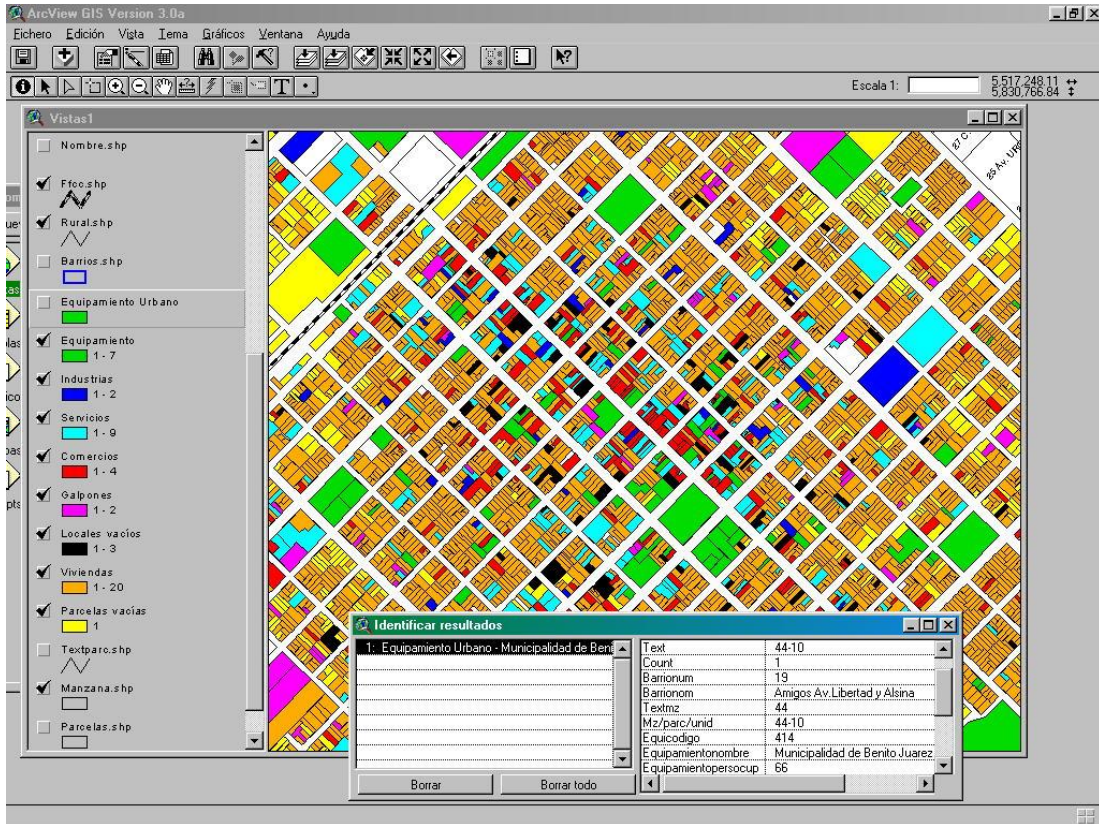 ArcView GIS Version 3.0a
Fichero Edición Vista Tema Gráficos Ventana Ayuda
Escala 1:
5,517,248.11
5,830,766.84
Vistas1
Nombre.shp
Ffcc.shp
Rural.shp
Barrios.shp
Equipamiento Urbano
Equipamiento
1 - 7
Industrias
1 - 2
Servicios
1 - 9
Comercios
1 - 4
Galpones
1 - 2
Locales vacíos
1 - 3
Viviendas
1 - 20
Parcelas vacías
1
Textparc.shp
Manzana.shp
Parcelas.shp
Identificar resultados
1: Equipamiento Urbano - Municipalidad de Beni
Text 44-10
Count 1
Barrionum 19
Barrionom Amigos Av.Libertad y Alsina
Textmz 44
Mz/parc/unid 44-10
Equicodigo 414
Equipamientonombre Municipalidad de Benito Juarez
Equipamientopersocup 66
Borrar Borrar todo